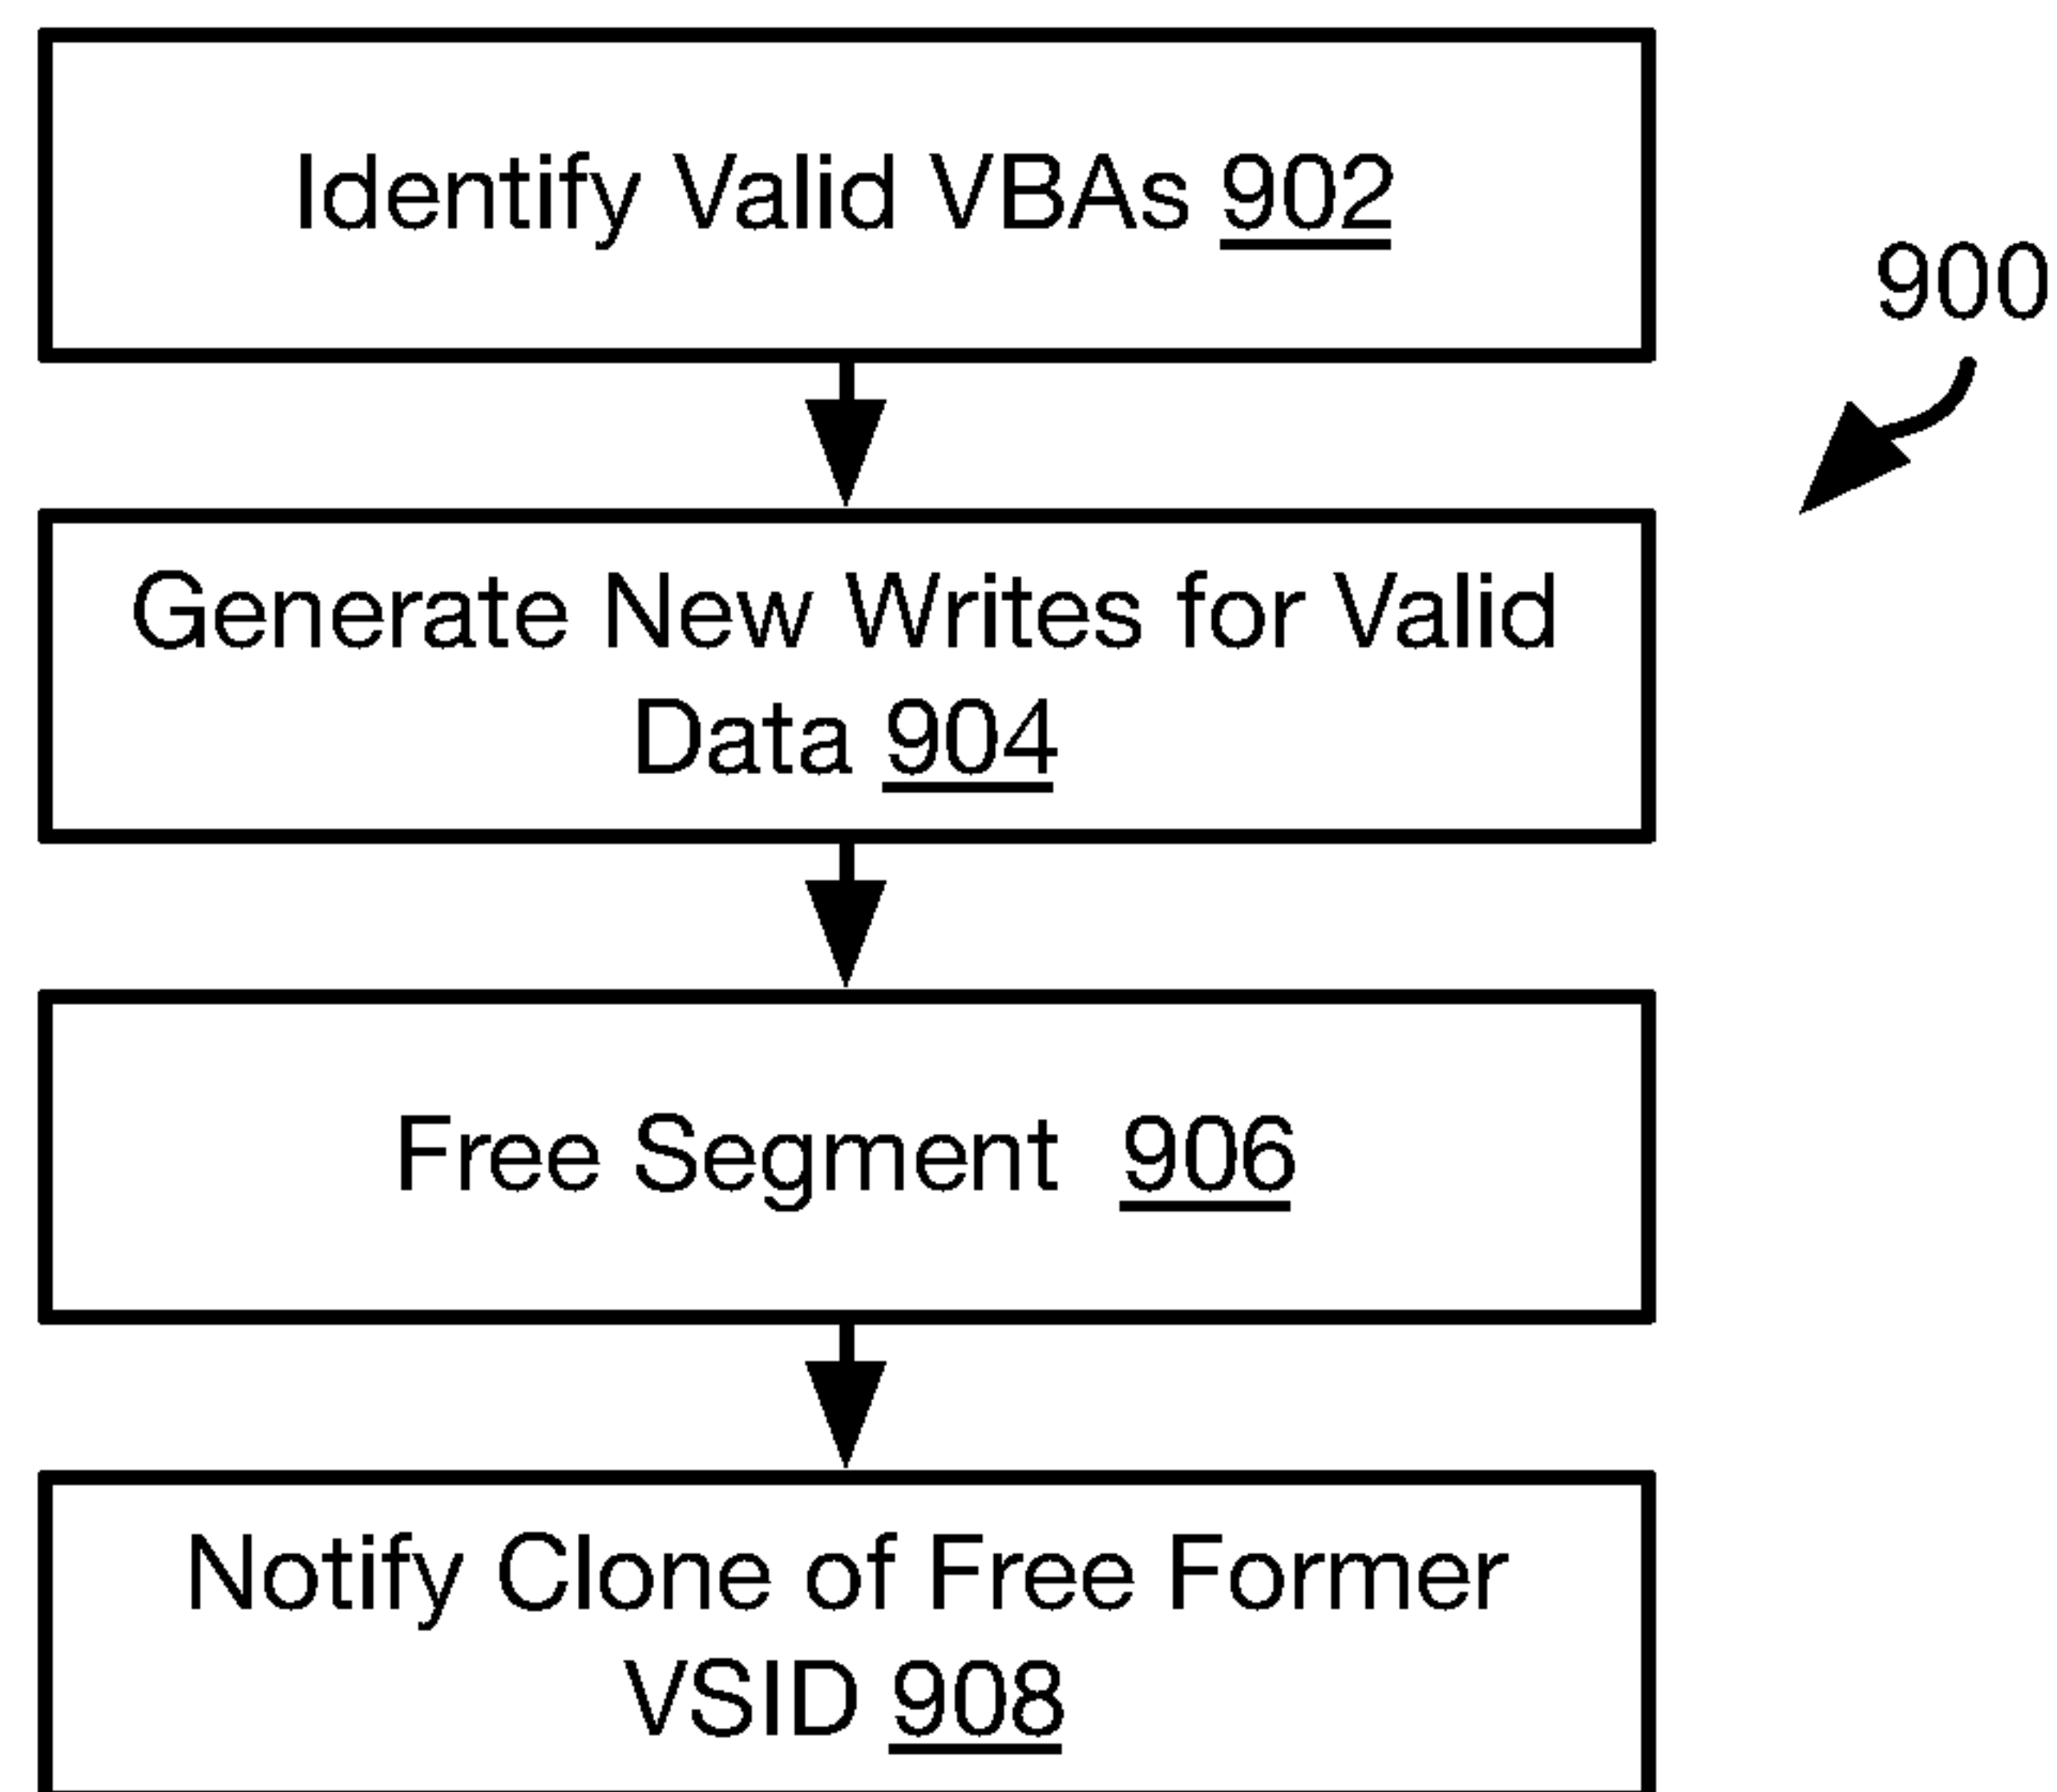 Identify Valid VBAs 902
900
Generate New Writes for Valid
Data 904
Free Segment 906
Notify Clone of Free Former
VSID 908